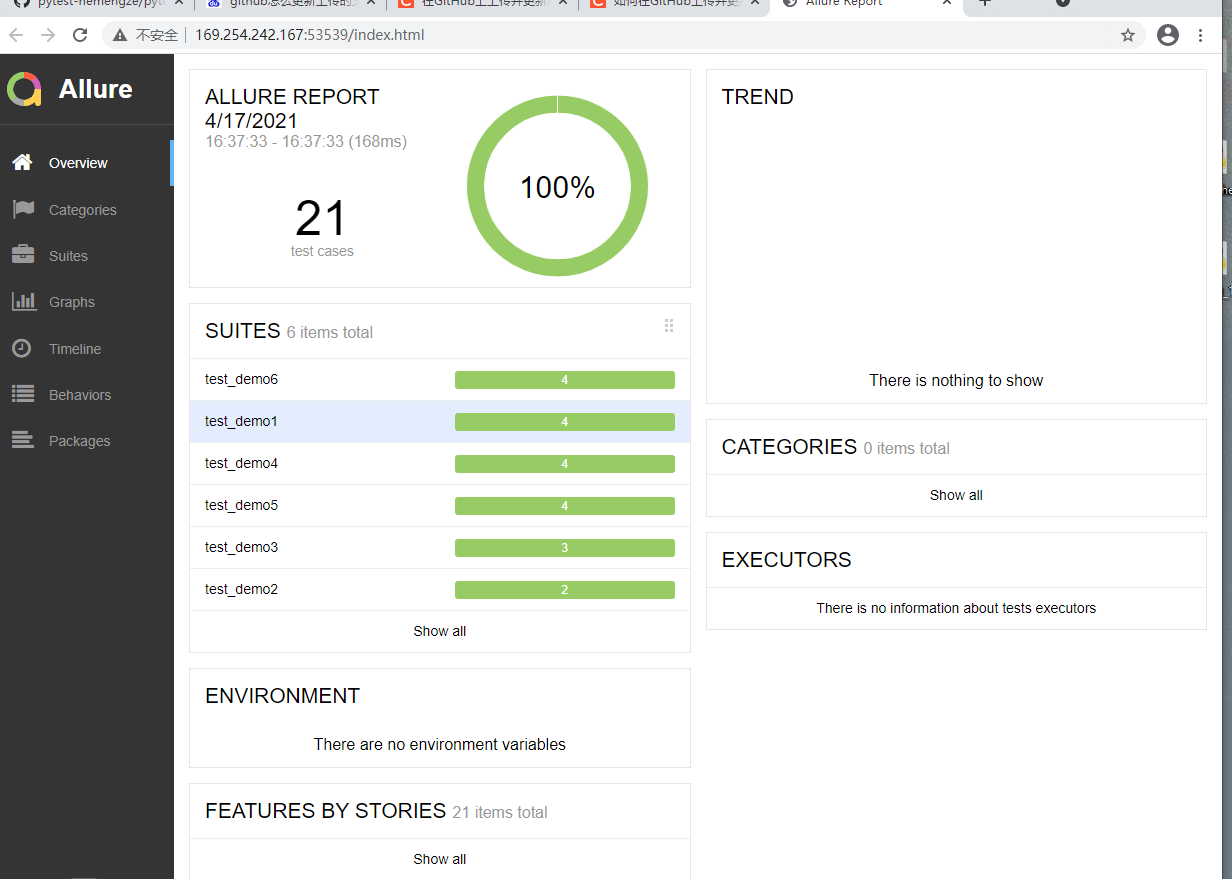 pytest-hemengze/pyt
github怎么更新上传的
在GitHub上上传并更新
如何在GitHub上传并更
Allure Report
不安全
169.254.242.167:53539/index.html
Allure
Overview
Categories
Suites
Graphs
Timeline
Behaviors
Packages
ALLURE REPORT
4/17/2021
16:37:33 - 16:37:33 (168ms)
21
test cases
100%
SUITES 6 items total
test_demo6 4
test_demo1 4
test_demo4 4
test_demo5 4
test_demo3 3
test_demo2 2
Show all
ENVIRONMENT
There are no environment variables
FEATURES BY STORIES 21 items total
Show all
TREND
There is nothing to show
CATEGORIES 0 items total
Show all
EXECUTORS
There is no information about tests executors